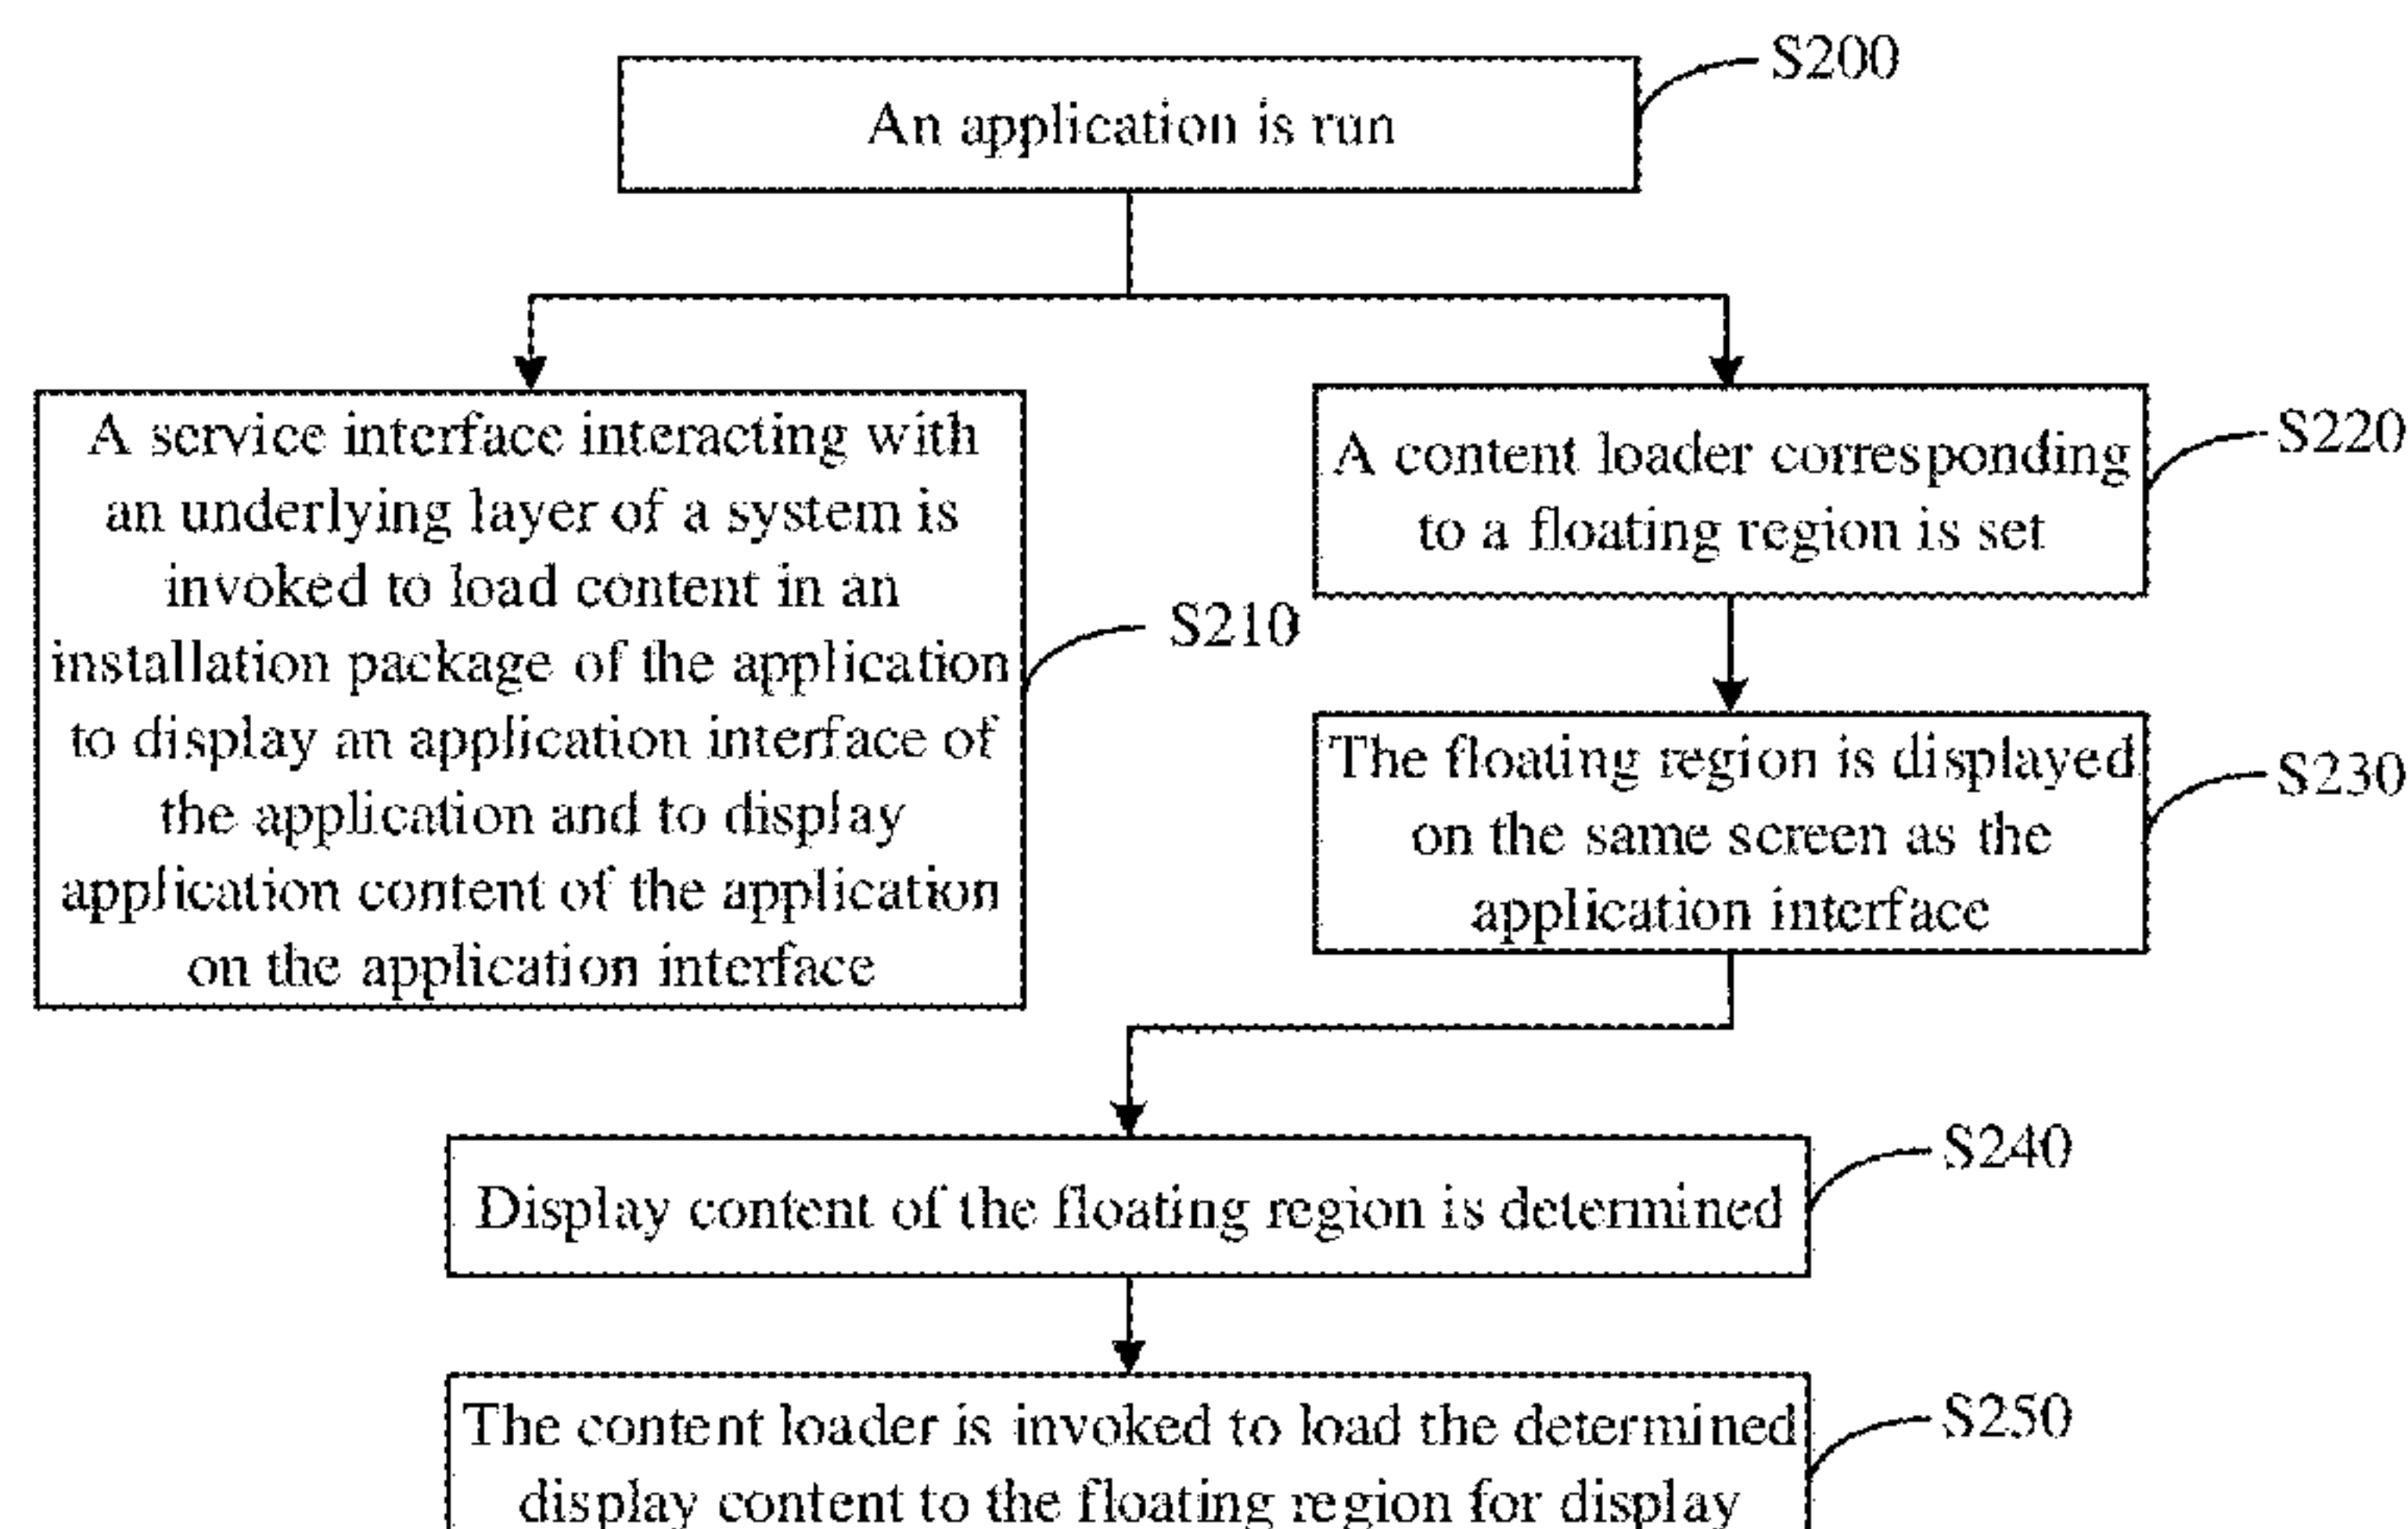 S200
An application is run
A service interface interacting with
an underlying layer of a system is
invoked to load content in an
installation package of the application
to display an application interface of
the application and to display
application content of the application
on the application interface
S210
A content loader corresponding
to a floating region is set
S220
The floating region is displayed
on the same screen as the
application interface
S230
Display content of the floating region is determined
S240
The content loader is invoked to load the determined
display content to the floating region for display
S250